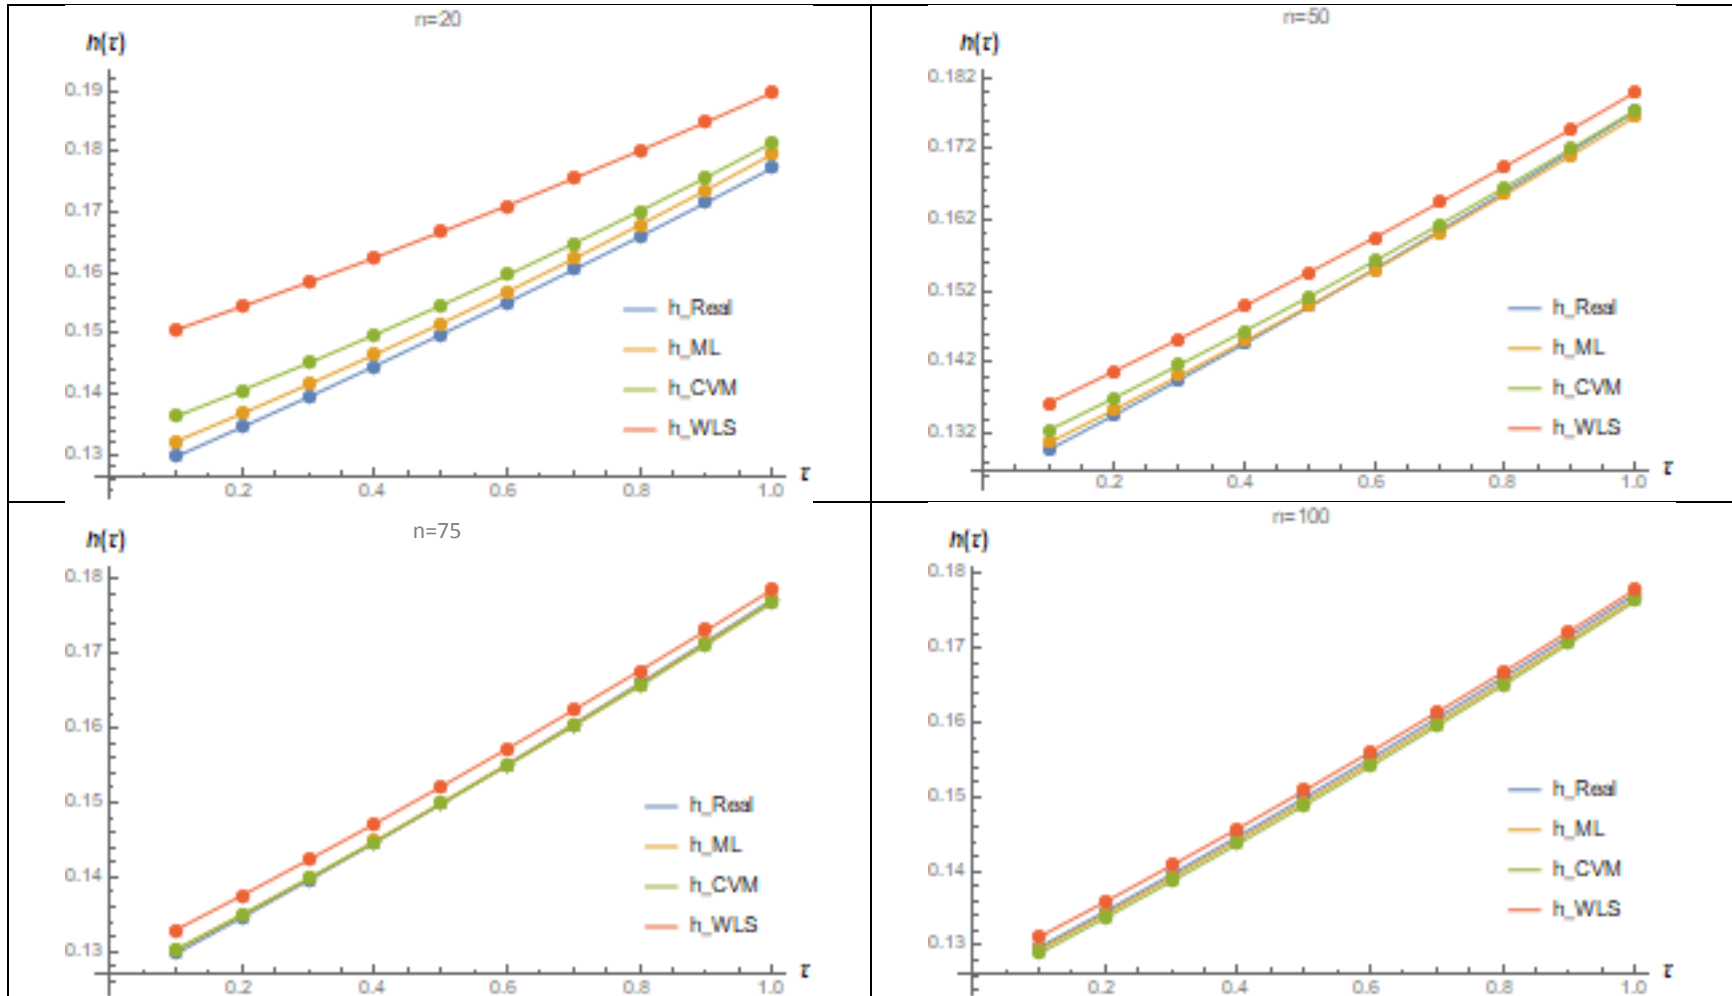 n=20
h(τ)
0.19
0.18
0.17
0.16
0.15
0.14
0.13
h_Real
h_ML
h_CVM
h_WLS
0.2 0.4 0.6 0.8 1.0 τ
n=50
h(τ)
0.182
0.172
0.162
0.152
0.142
0.132
h_Real
h_ML
h_CVM
h_WLS
0.2 0.4 0.6 0.8 1.0 τ
n=75
h(τ)
0.18
0.17
0.16
0.15
0.14
0.13
h_Real
h_ML
h_CVM
h_WLS
0.2 0.4 0.6 0.8 1.0 τ
n=100
h(τ)
0.18
0.17
0.16
0.15
0.14
0.13
h_Real
h_ML
h_CVM
h_WLS
0.2 0.4 0.6 0.8 1.0 τ